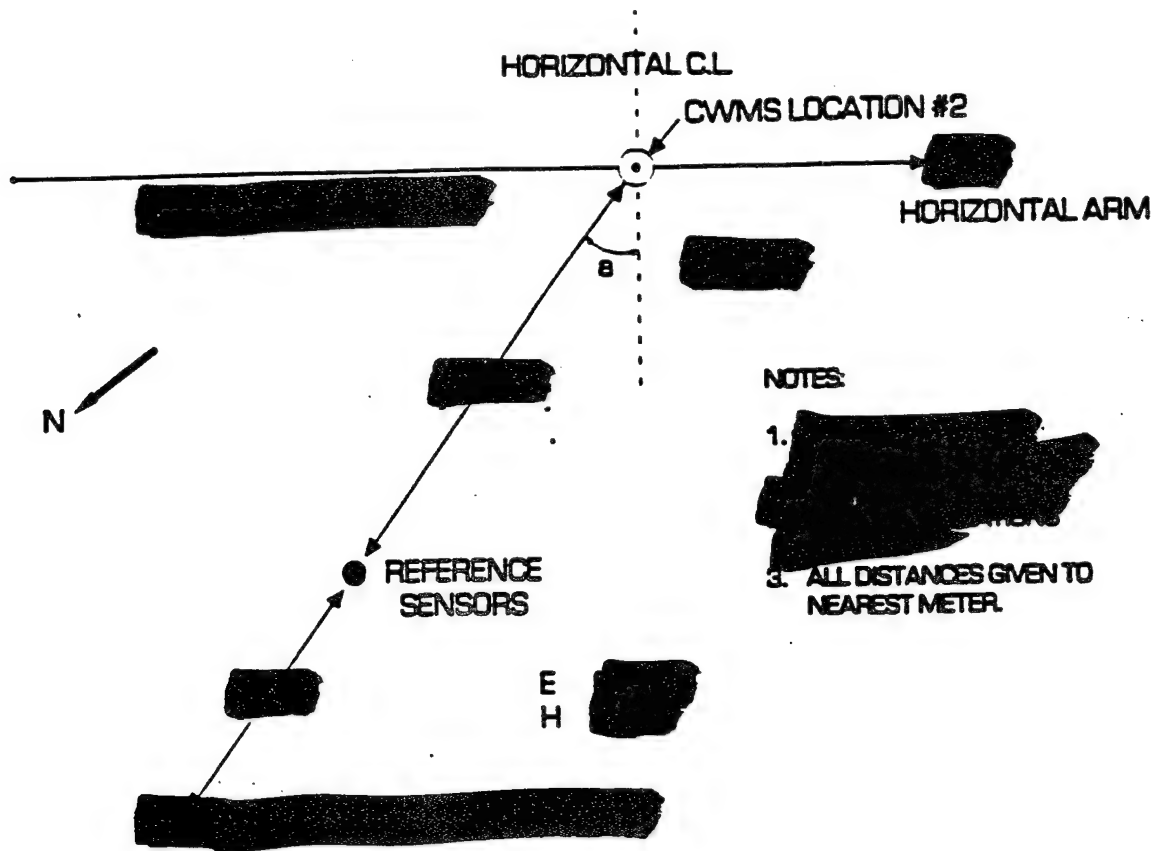 HORIZONTAL C.L.
CWMS LOCATION #2
HORIZONTAL ARM
a
N
NOTES:
1.
3. ALL DISTANCES GIVEN TO
NEAREST METER.
REFERENCE
SENSORS
E
H